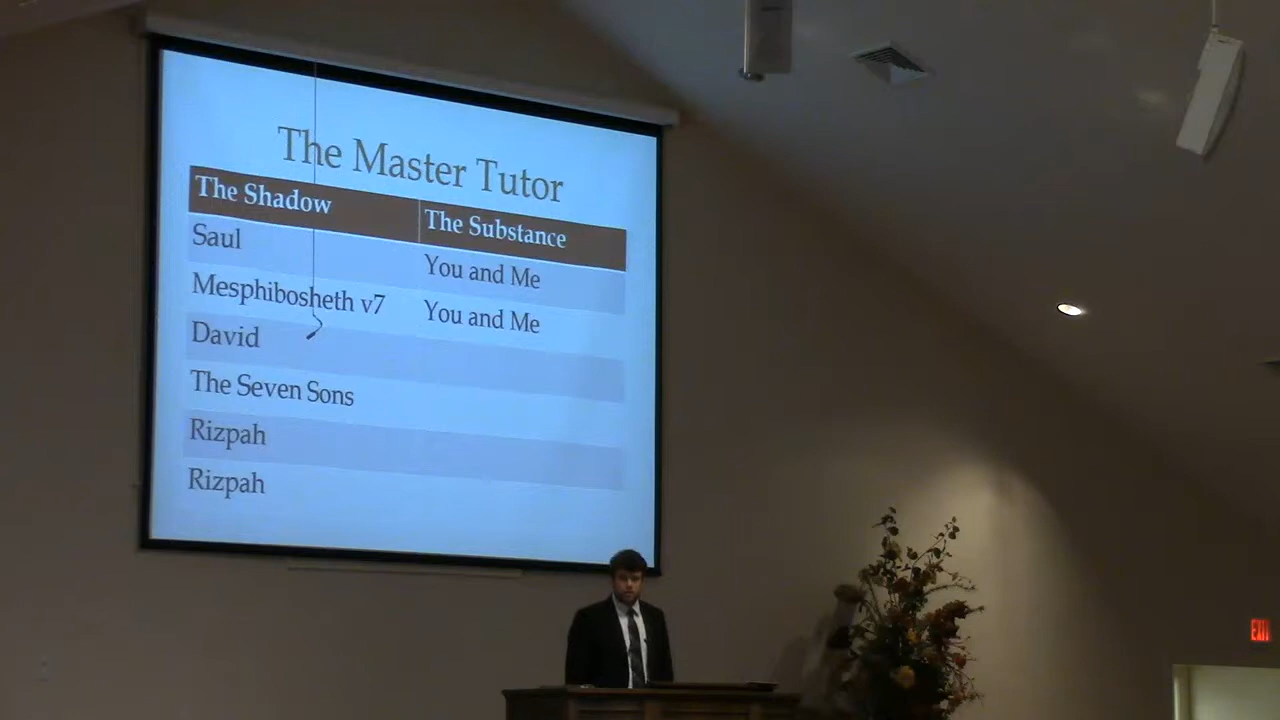 The Master Tutor
The Shadow The Substance
Saul You and Me
Mesphibosheth v7 You and Me
David
The Seven Sons
Rizpah
Rizpah
EXIT